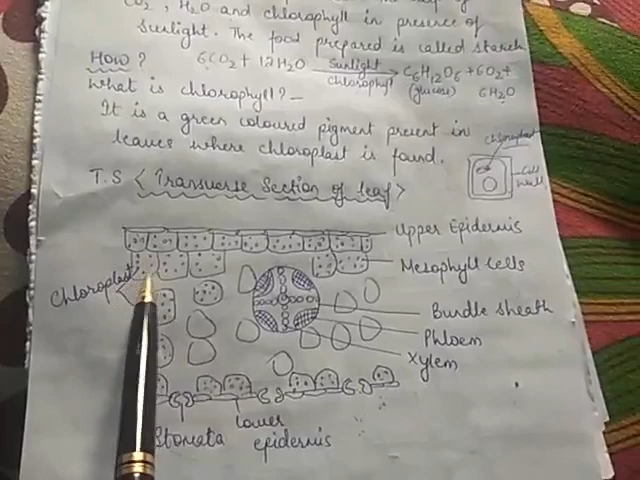 CO2, H2O and chlorophyll in presence of
sunlight. The food prepared is called starch
How? 6CO2 + 12H2O Sunlight chlorophyll C6H12O6 + 6O2 +
(glucose) 6H2O
What is chlorophyll? -
It is a green coloured pigment present in
leaves where chloroplast is found.
chloroplast
Cell wall
T.S < Transverse Section of leaf >
Upper Epidermis
Mesophyll cells
Chloroplast
Bundle sheath
Phloem
Xylem
Stomata
lower
epidermis